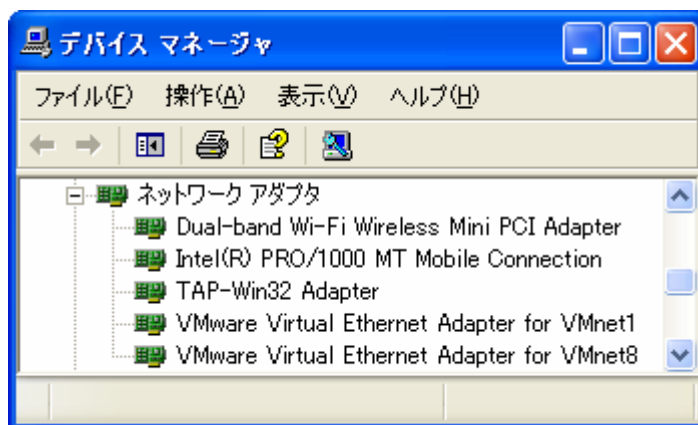 デバイス マネージャ
ファイル(F) 操作(A) 表示(V) ヘルプ(H)
ネットワーク アダプタ
Dual-band Wi-Fi Wireless Mini PCI Adapter
Intel(R) PRO/1000 MT Mobile Connection
TAP-Win32 Adapter
VMware Virtual Ethernet Adapter for VMnet1
VMware Virtual Ethernet Adapter for VMnet8